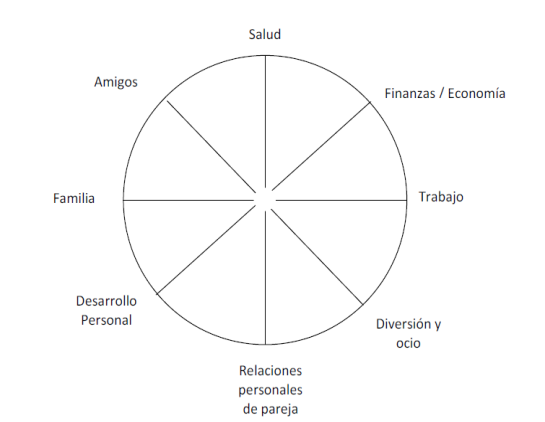 Salud
Amigos
Finanzas / Economía
Familia
Trabajo
Desarrollo
Personal
Diversión y
ocio
Relaciones
personales
de pareja